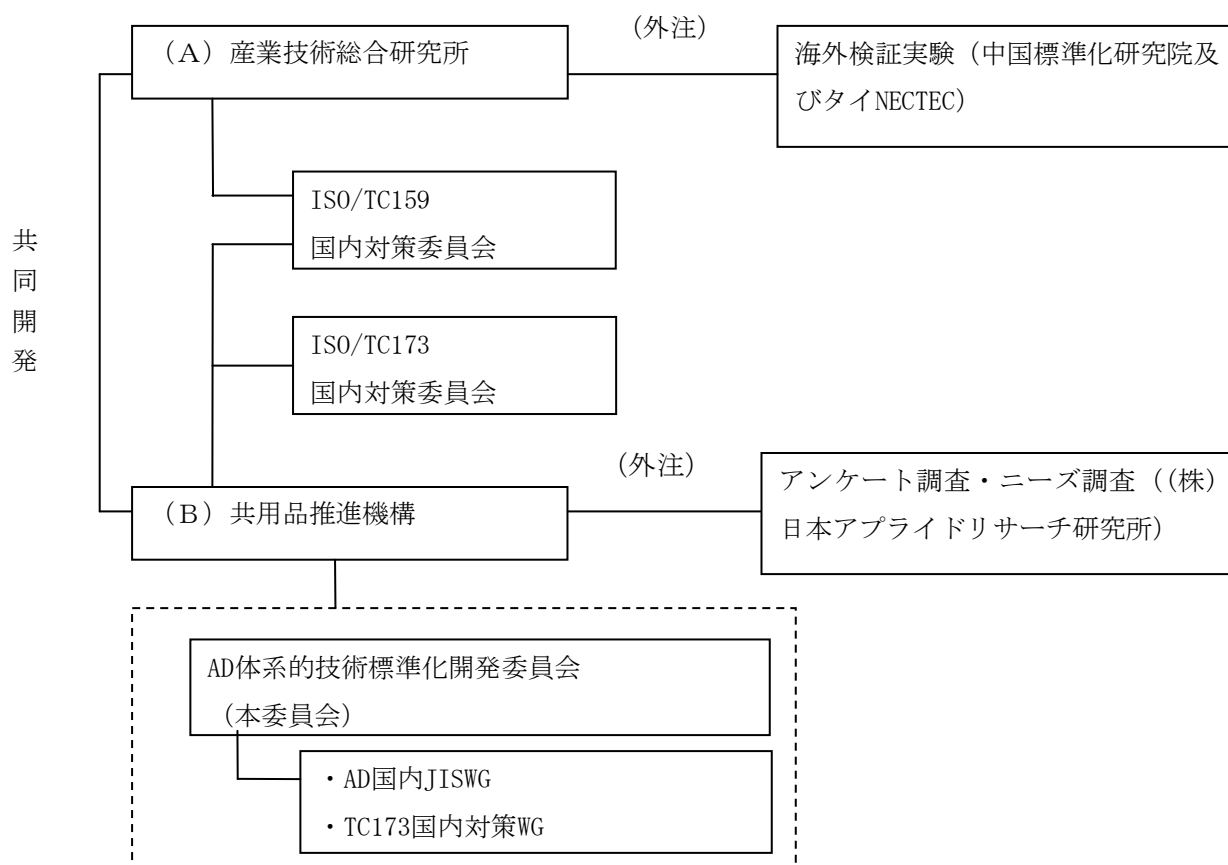 (外注)
(A)産業技術総合研究所
海外検証実験(中国標準化研究院及
びタイNECTEC)
ISO/TC159
国内対策委員会
共
同
開
発
ISO/TC173
国内対策委員会
(外注)
(B)共用品推進機構
アンケート調査・ニーズ調査((株)
日本アプライドリサーチ研究所)
AD体系的技術標準化開発委員会
(本委員会)
・AD国内JISWG
・TC173国内対策WG